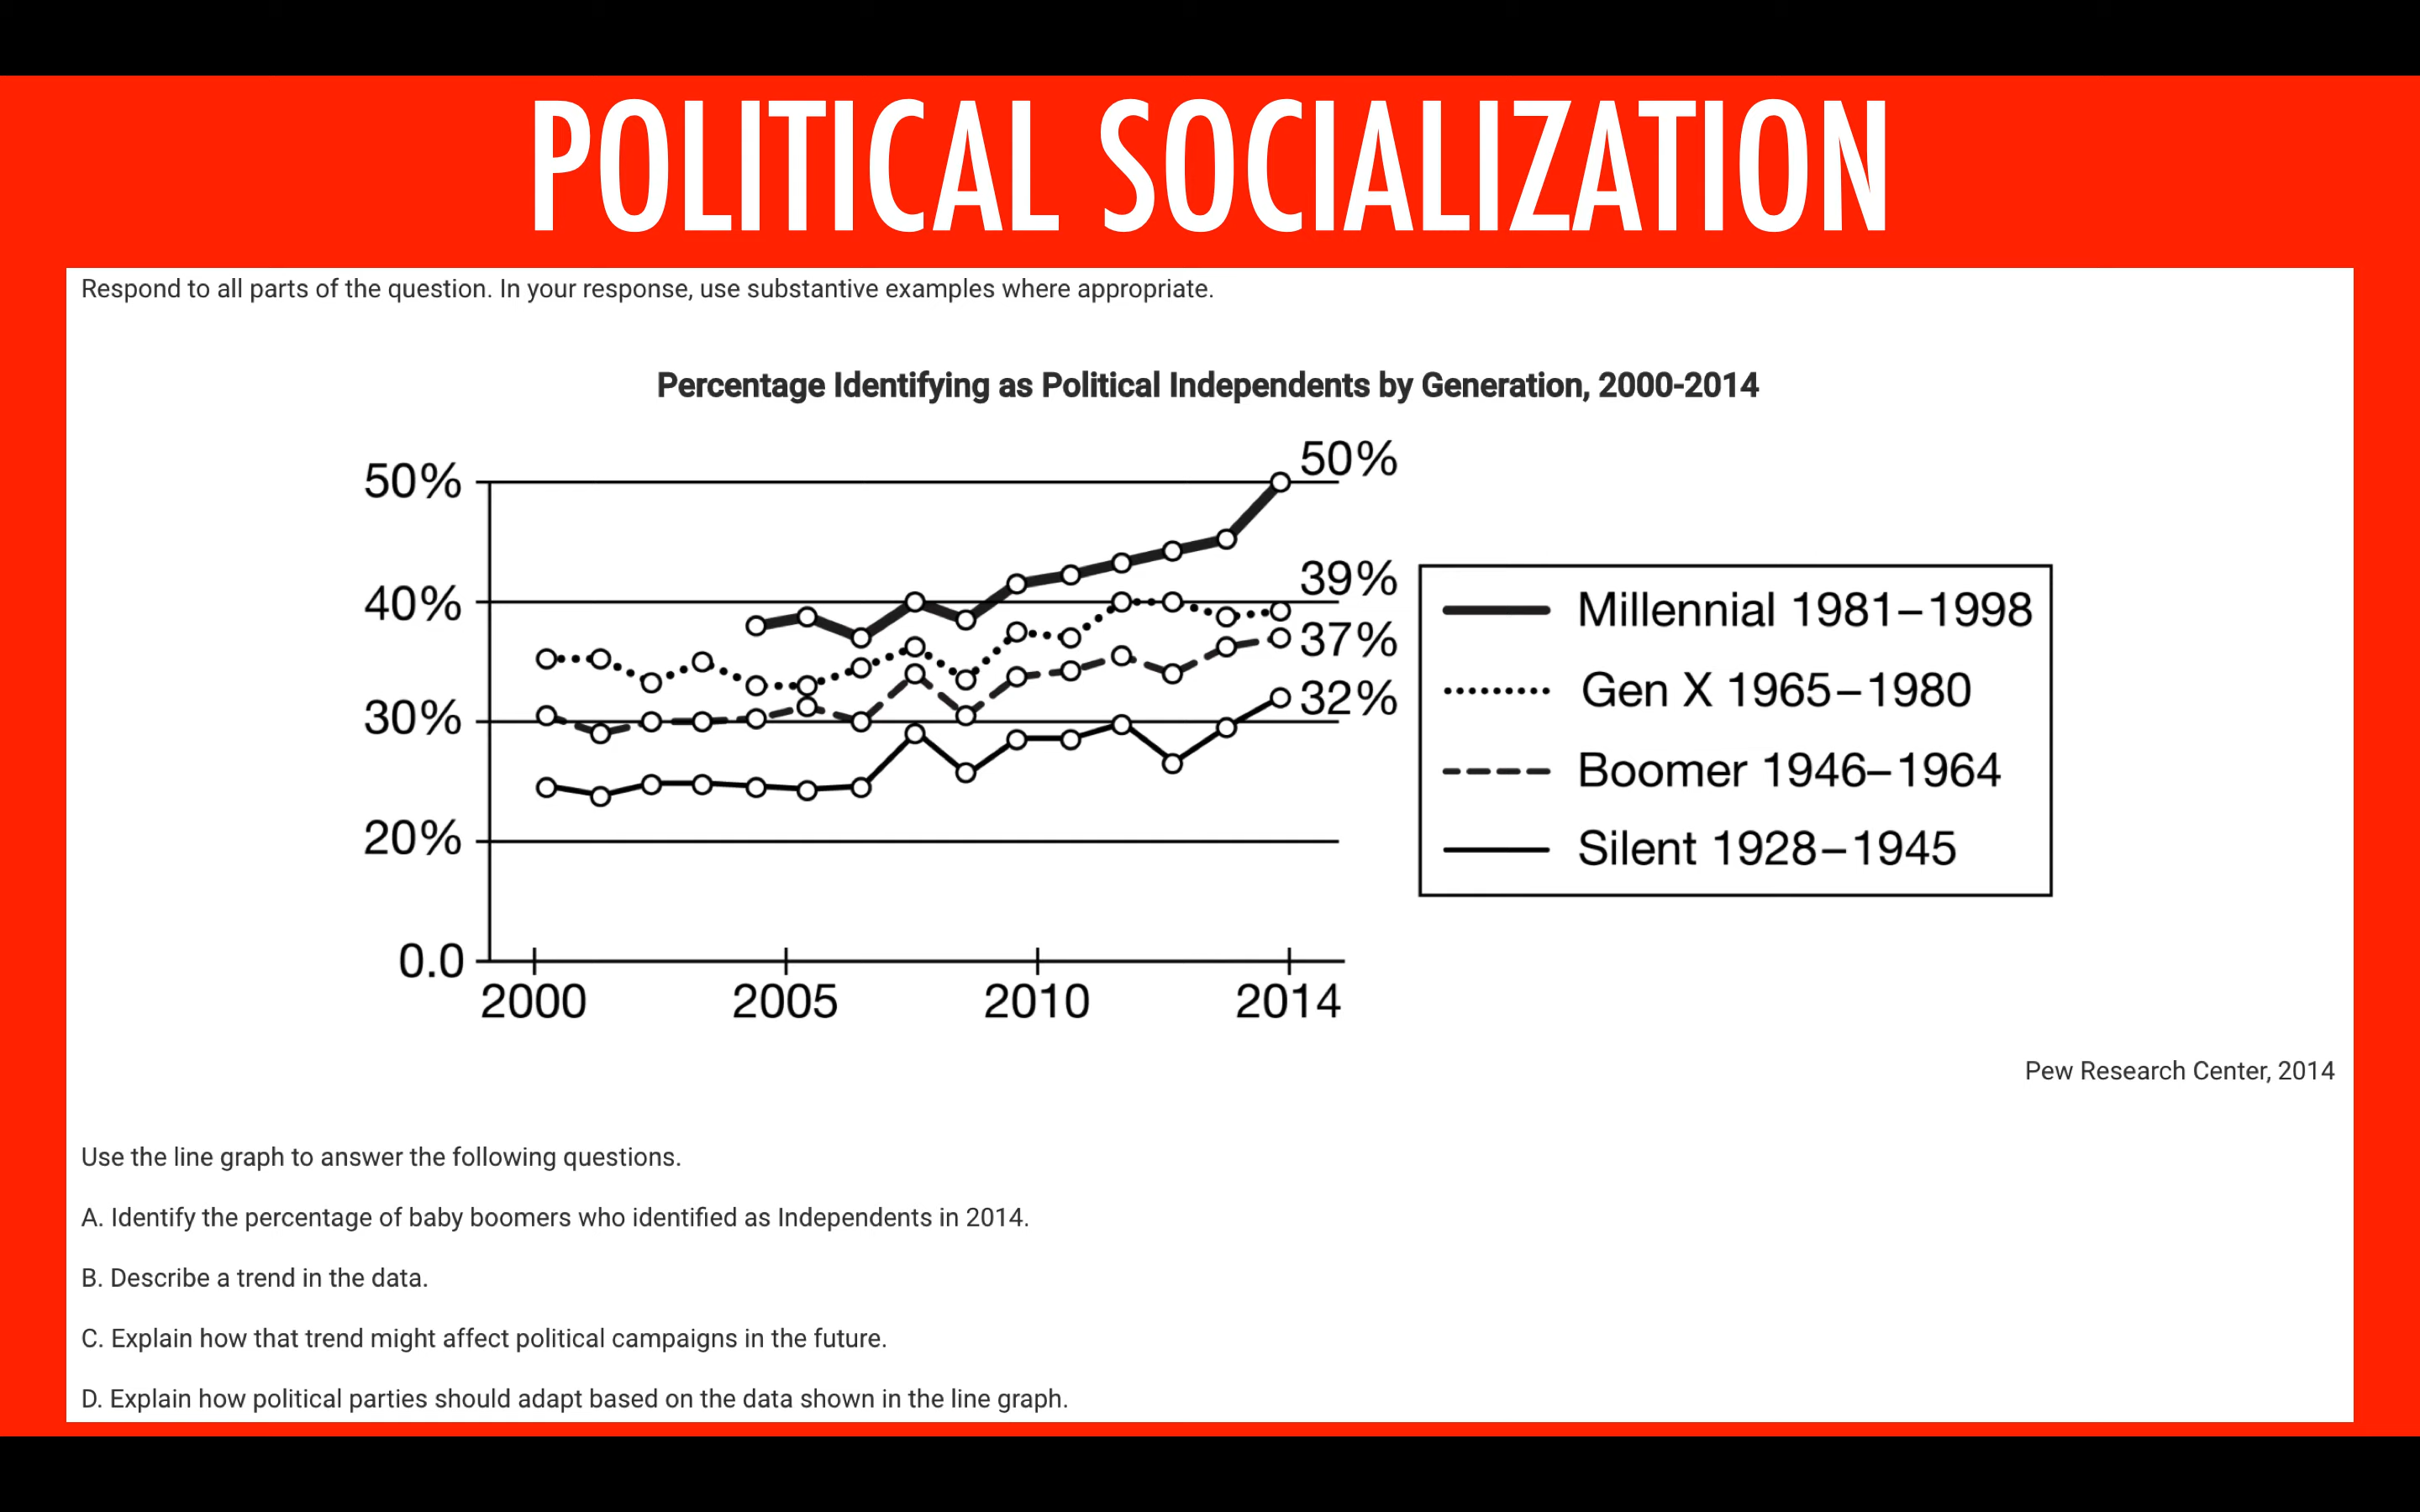 POLITICAL SOCIALIZATION
Respond to all parts of the question. In your response, use substantive examples where appropriate.
Percentage Identifying as Political Independents by Generation, 2000-2014
50%
40%
30%
20%
0.0
2000 2005 2010 2014
50%
39%
37%
32%
Millennial 1981–1998
Gen X 1965–1980
Boomer 1946–1964
Silent 1928–1945
Pew Research Center, 2014
Use the line graph to answer the following questions.
A. Identify the percentage of baby boomers who identified as Independents in 2014.
B. Describe a trend in the data.
C. Explain how that trend might affect political campaigns in the future.
D. Explain how political parties should adapt based on the data shown in the line graph.